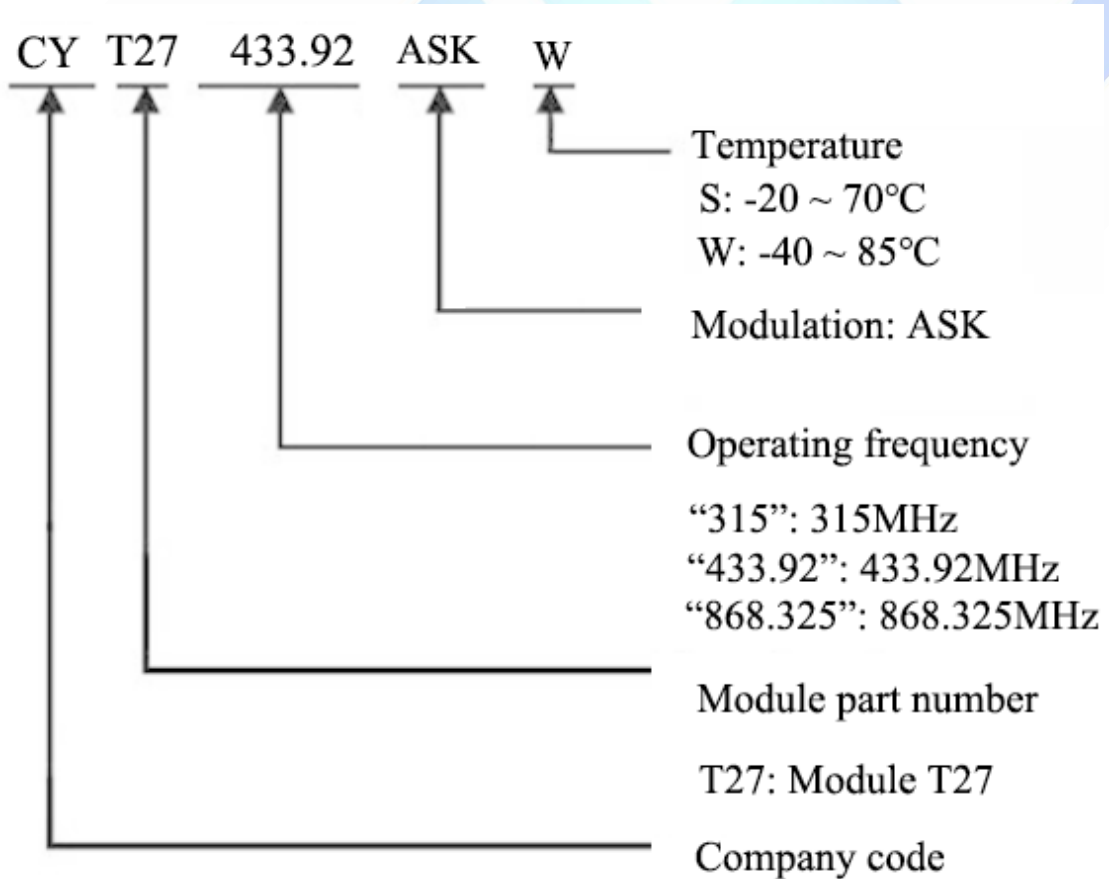 CY T27 433.92 ASK W
Temperature
S: -20 ~ 70℃
W: -40 ~ 85℃
Modulation: ASK
Operating frequency
“315”: 315MHz
“433.92”: 433.92MHz
“868.325”: 868.325MHz
Module part number
T27: Module T27
Company code